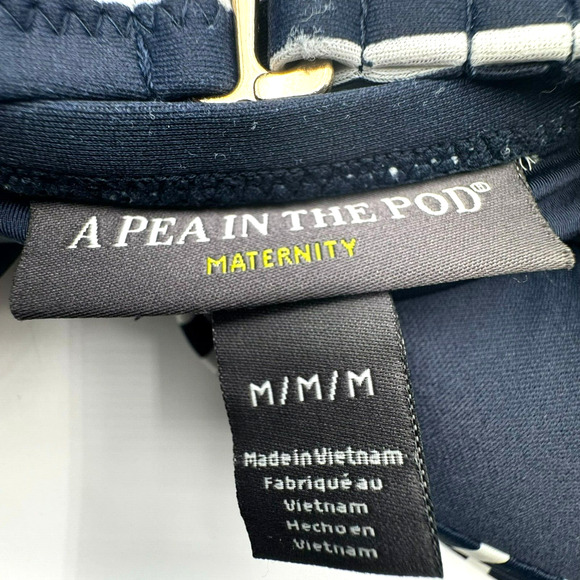 A PEA IN THE POD®
MATERNITY
M/M/M
Made in Vietnam
Fabriqué au
Vietnam
Hecho en
Vietnam